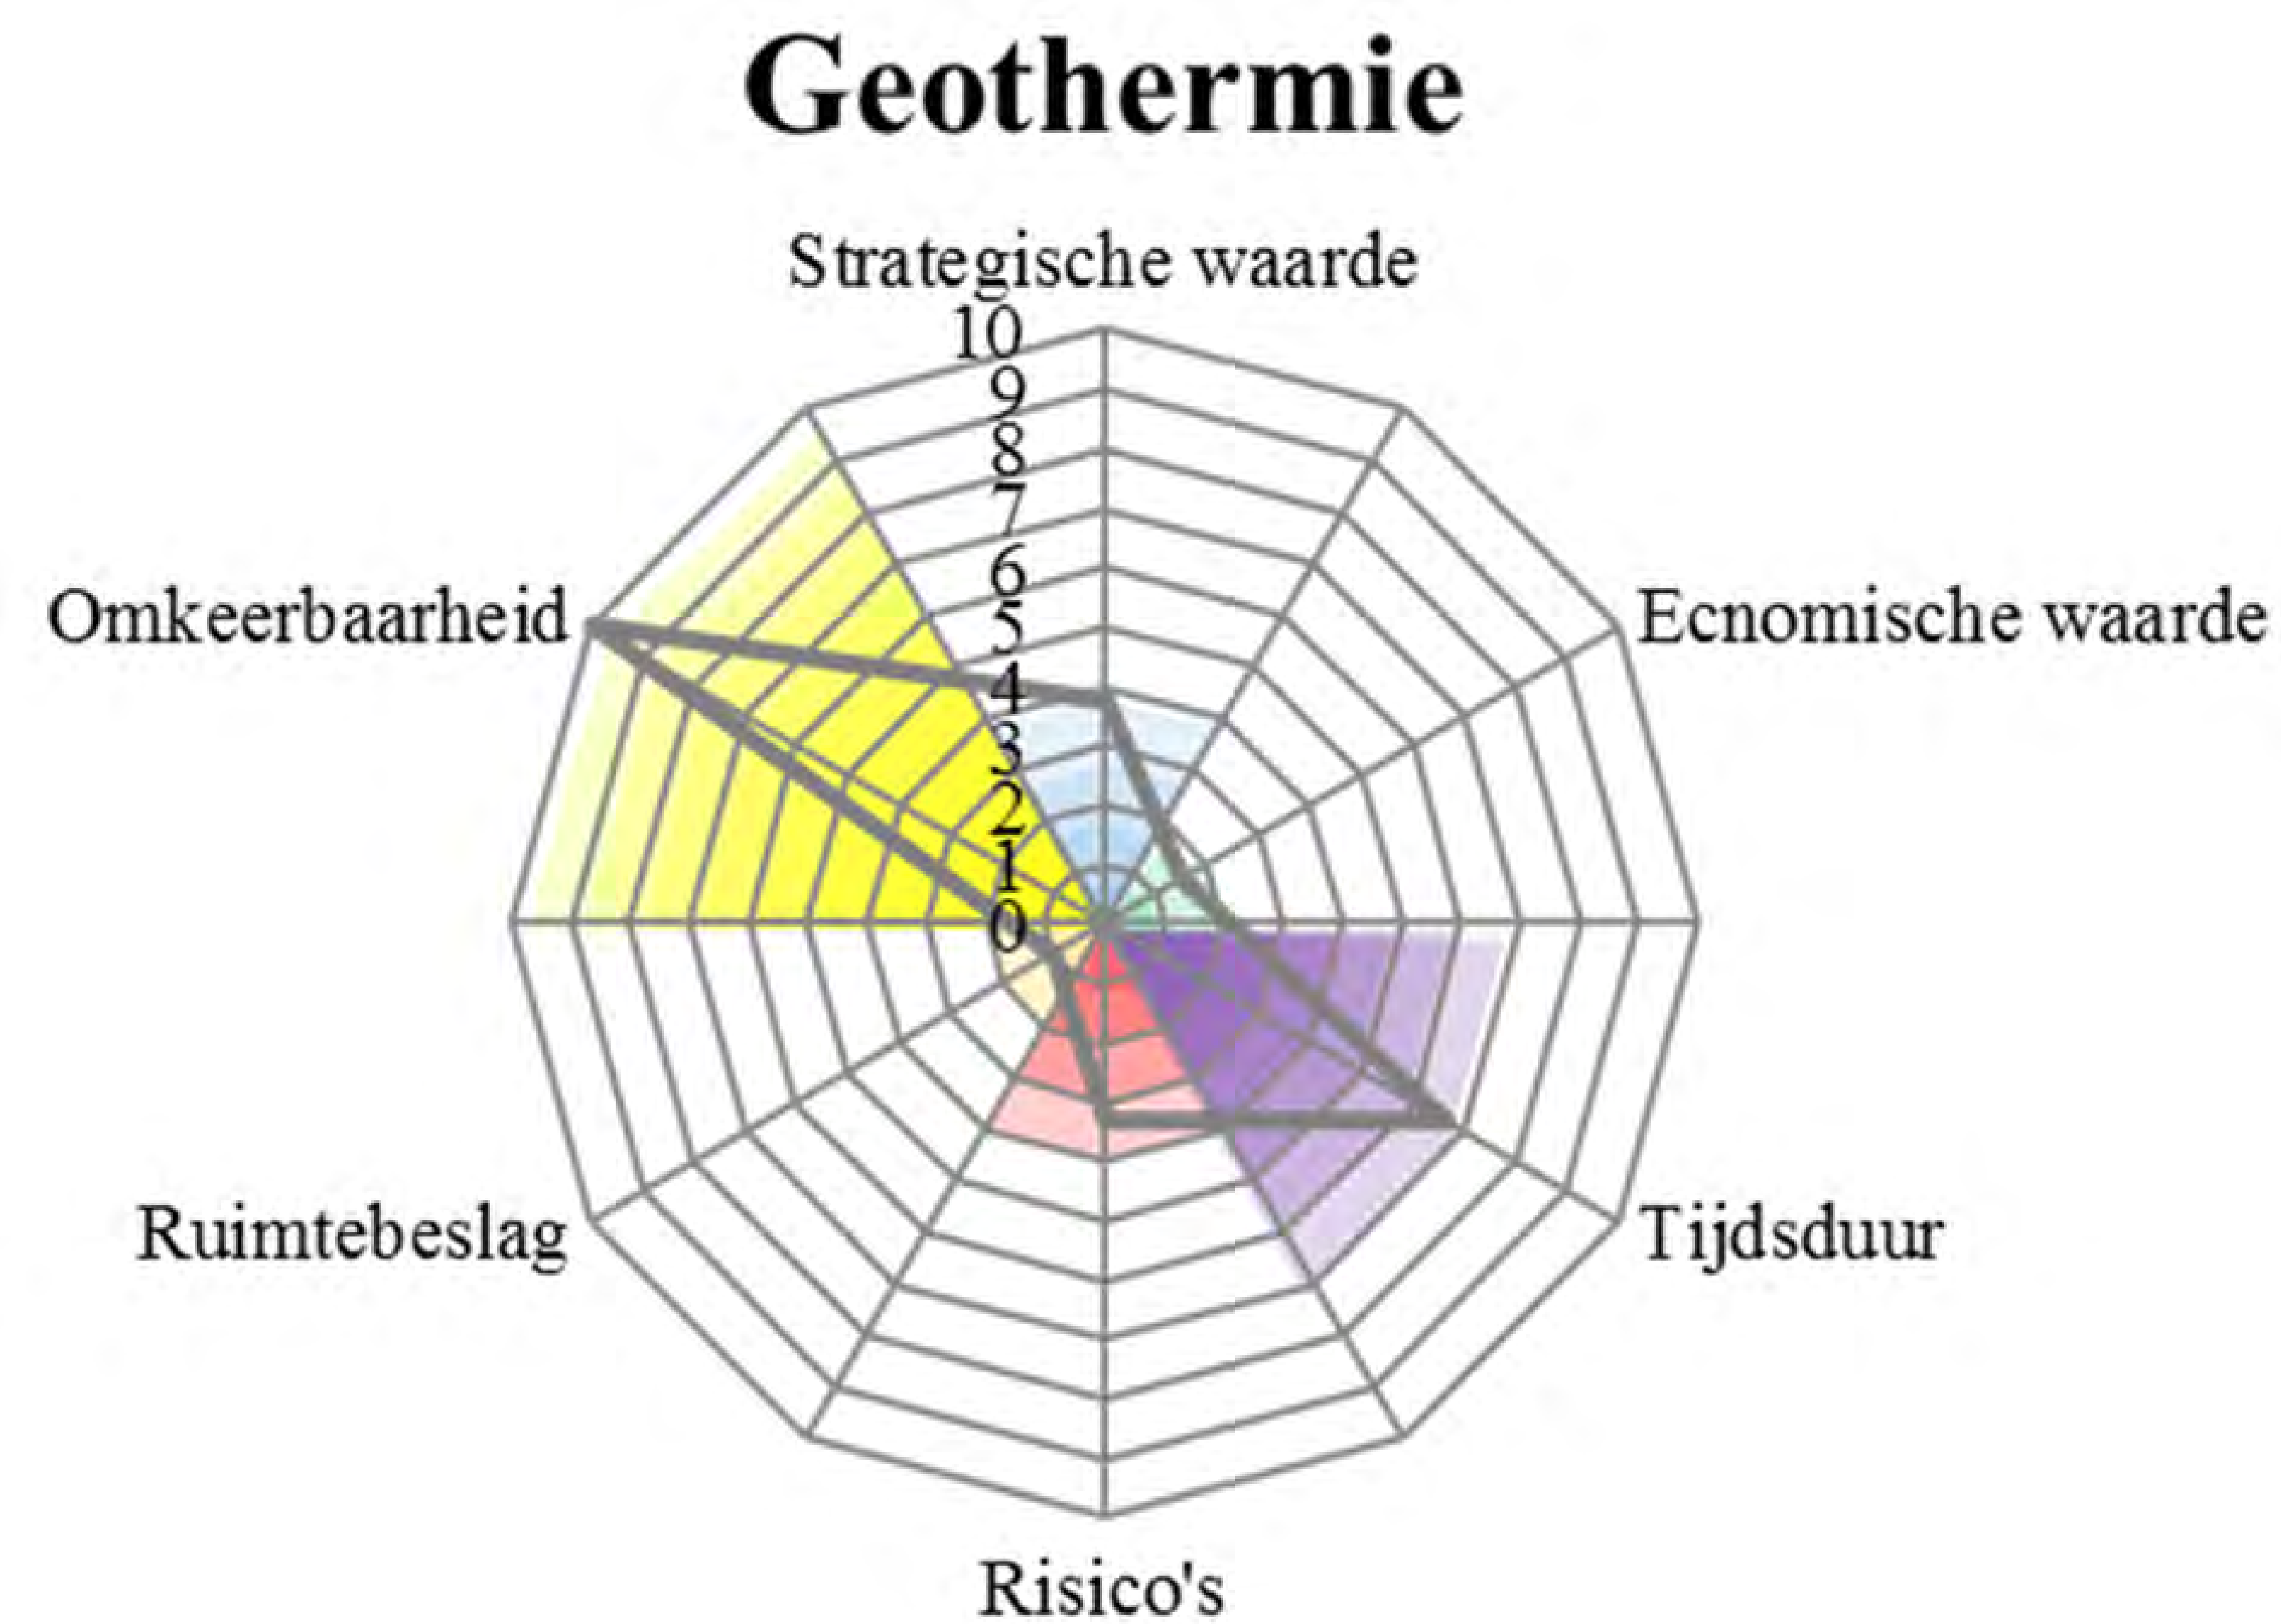 Geothermie
Strategische waarde
10
9
8
7
6
5
4
3
2
1
0
Ecnomische waarde
Omkeerbaarheid
Ruimtebeslag
Tijdsduur
Risico's